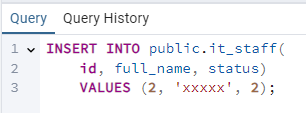 Query Query History
1 INSERT INTO public.it_staff(
2 id, full_name, status)
3 VALUES (2, 'xxxxx', 2);